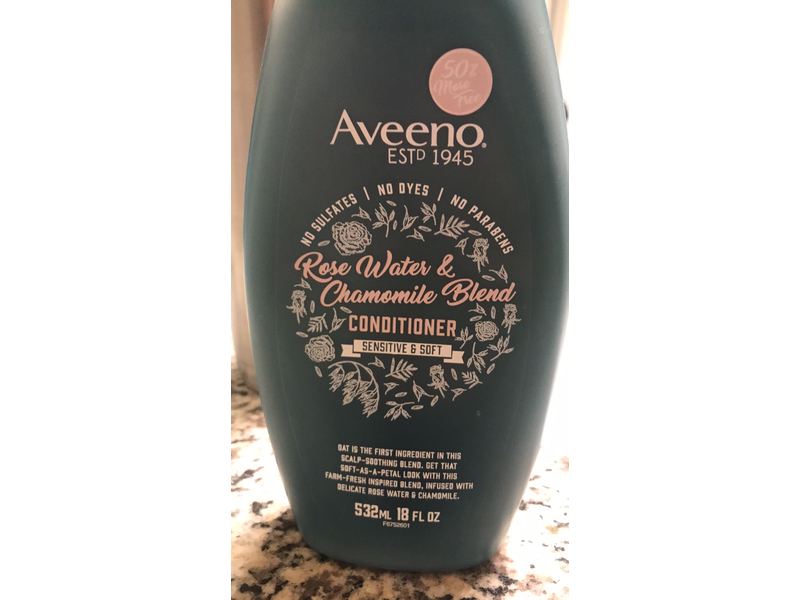 50z
More
Free
Aveeno®
ESTD 1945
NO SULFATES | NO DYES | NO PARABENS
Rose Water &
Chamomile Blend
CONDITIONER
SENSITIVE & SOFT
OAT IS THE FIRST INGREDIENT IN THIS
SCALP-SOOTHING BLEND. GET THAT
SOFT-AS-A-PETAL LOOK WITH THIS
FARM-FRESH INSPIRED BLEND, INFUSED WITH
DELICATE ROSE WATER & CHAMOMILE.
532ML 18 FL OZ
F6752601